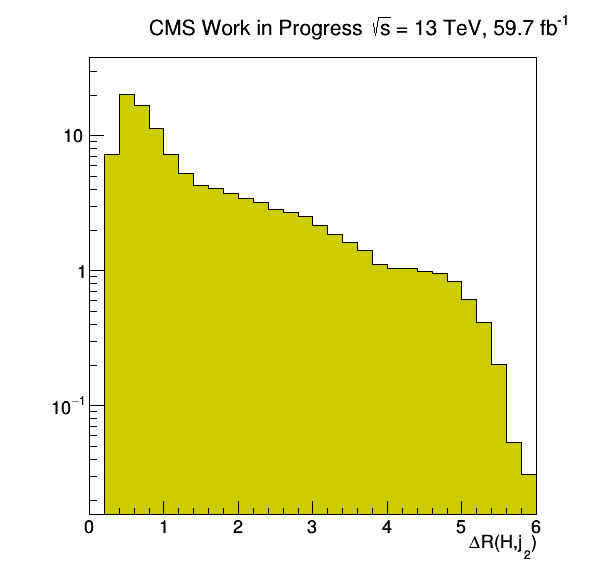 CMS Work in Progress √s = 13 TeV, 59.7 fb⁻¹
10
1
10⁻¹
0 1 2 3 4 5 6
ΔR(H,j₂)